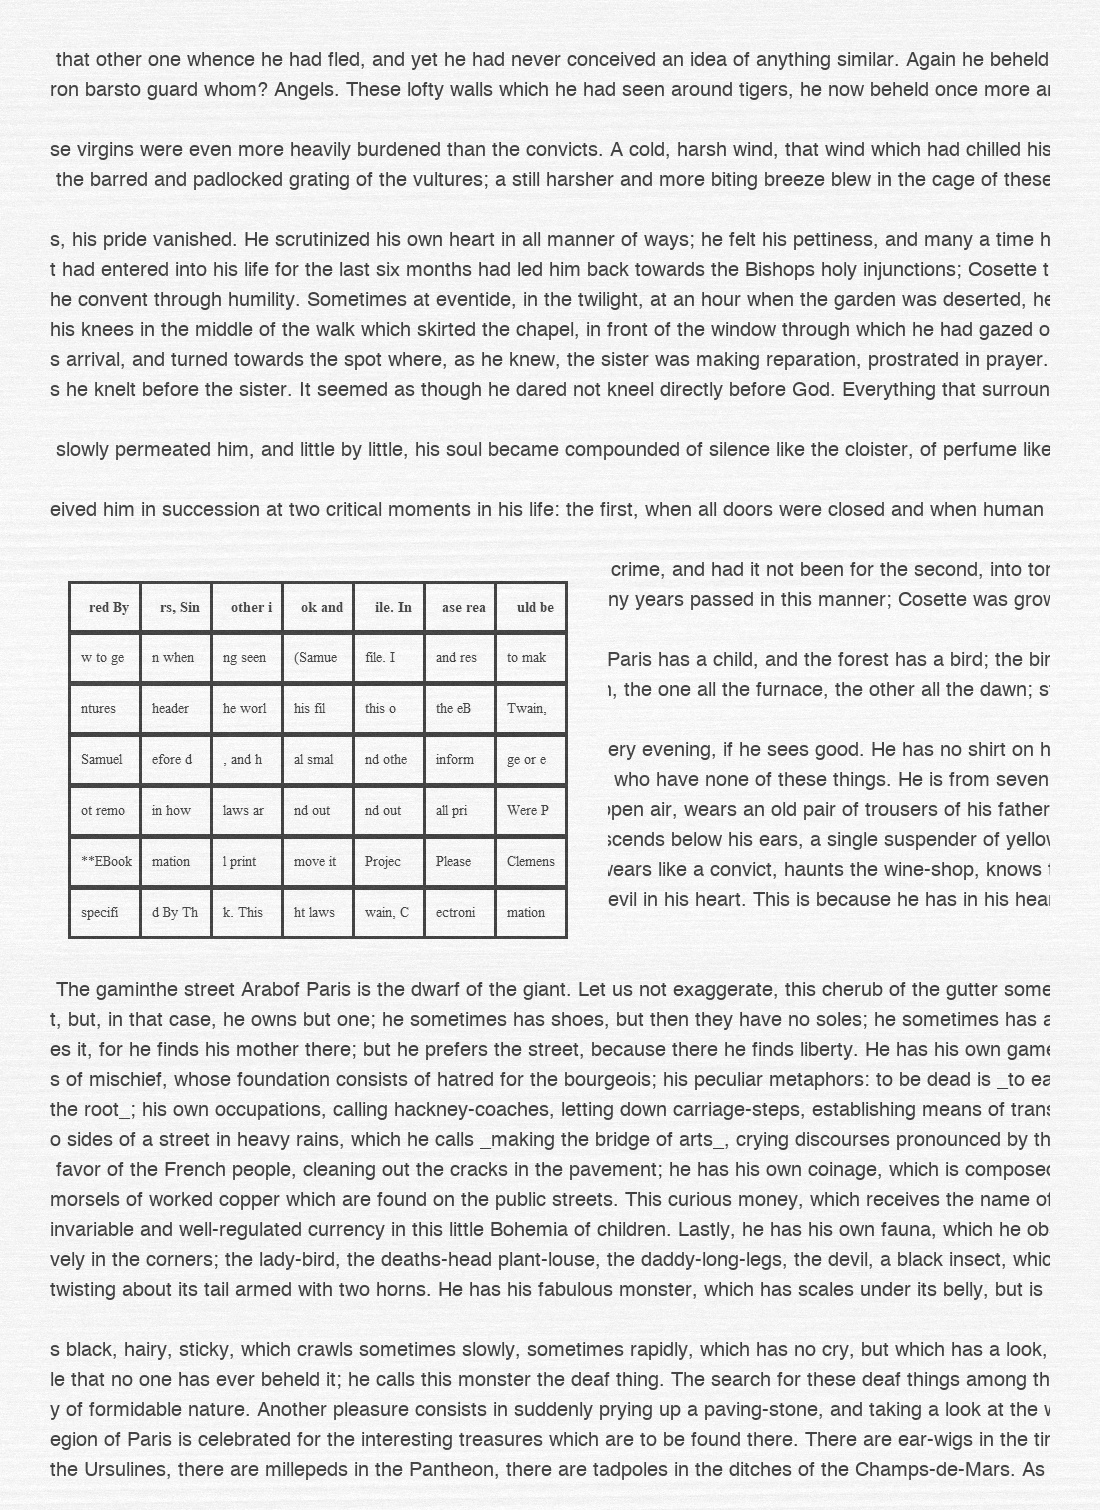 that other one whence he had fled, and yet he had never conceived an idea of anything similar. Again he beheld
ron barsto guard whom? Angels. These lofty walls which he had seen around tigers, he now beheld once more
se virgins were even more heavily burdened than the convicts. A cold, harsh wind, that wind which had chilled his
the barred and padlocked grating of the vultures; a still harsher and more biting breeze blew in the cage of these
s, his pride vanished. He scrutinized his own heart in all manner of ways; he felt his pettiness, and many a time h
t had entered into his life for the last six months had led him back towards the Bishops holy injunctions; Cosette t
he convent through humility. Sometimes at eventide, in the twilight, at an hour when the garden was deserted, he
his knees in the middle of the walk which skirted the chapel, in front of the window through which he had gazed o
s arrival, and turned towards the spot where, as he knew, the sister was making reparation, prostrated in prayer.
s he knelt before the sister. It seemed as though he dared not kneel directly before God. Everything that surroun
slowly permeated him, and little by little, his soul became compounded of silence like the cloister, of perfume like
eived him in succession at two critical moments in his life: the first, when all doors were closed and when human
red By rs, Sin other i ok and ile. In ase rea uld be
w to ge n when ng seen (Samue file. I and res to mak
ntures header he worl his fil this o the eB Twain,
Samuel efore d , and h al smal nd othe inform ge or e
ot remo in how laws ar nd out nd out all pri Were P
**EBook mation l print move it Projec Please Clemens
specifi d By Th k. This ht laws wain, C ectroni mation
crime, and had it not been for the second, into tor
ny years passed in this manner; Cosette was grow
Paris has a child, and the forest has a bird; the bir
, the one all the furnace, the other all the dawn;
ery evening, if he sees good. He has no shirt on h
who have none of these things. He is from seven
open air, wears an old pair of trousers of his father
scends below his ears, a single suspender of yellow
wears like a convict, haunts the wine-shop, knows
evil in his heart. This is because he has in his hear
The gaminthe street Arabof Paris is the dwarf of the giant. Let us not exaggerate, this cherub of the gutter some
t, but, in that case, he owns but one; he sometimes has shoes, but then they have no soles; he sometimes has a
es it, for he finds his mother there; but he prefers the street, because there he finds liberty. He has his own game
s of mischief, whose foundation consists of hatred for the bourgeois; his peculiar metaphors: to be dead is _to ea
the root_; his own occupations, calling hackney-coaches, letting down carriage-steps, establishing means of trans
o sides of a street in heavy rains, which he calls _making the bridge of arts_, crying discourses pronounced by th
favor of the French people, cleaning out the cracks in the pavement; he has his own coinage, which is composed
morsels of worked copper which are found on the public streets. This curious money, which receives the name of
invariable and well-regulated currency in this little Bohemia of children. Lastly, he has his own fauna, which he ob
vely in the corners; the lady-bird, the deaths-head plant-louse, the daddy-long-legs, the devil, a black insect, whic
twisting about its tail armed with two horns. He has his fabulous monster, which has scales under its belly, but is
s black, hairy, sticky, which crawls sometimes slowly, sometimes rapidly, which has no cry, but which has a look,
le that no one has ever beheld it; he calls this monster the deaf thing. The search for these deaf things among th
y of formidable nature. Another pleasure consists in suddenly prying up a paving-stone, and taking a look at the
egion of Paris is celebrated for the interesting treasures which are to be found there. There are ear-wigs in the tim
the Ursulines, there are millepeds in the Pantheon, there are tadpoles in the ditches of the Champs-de-Mars. As